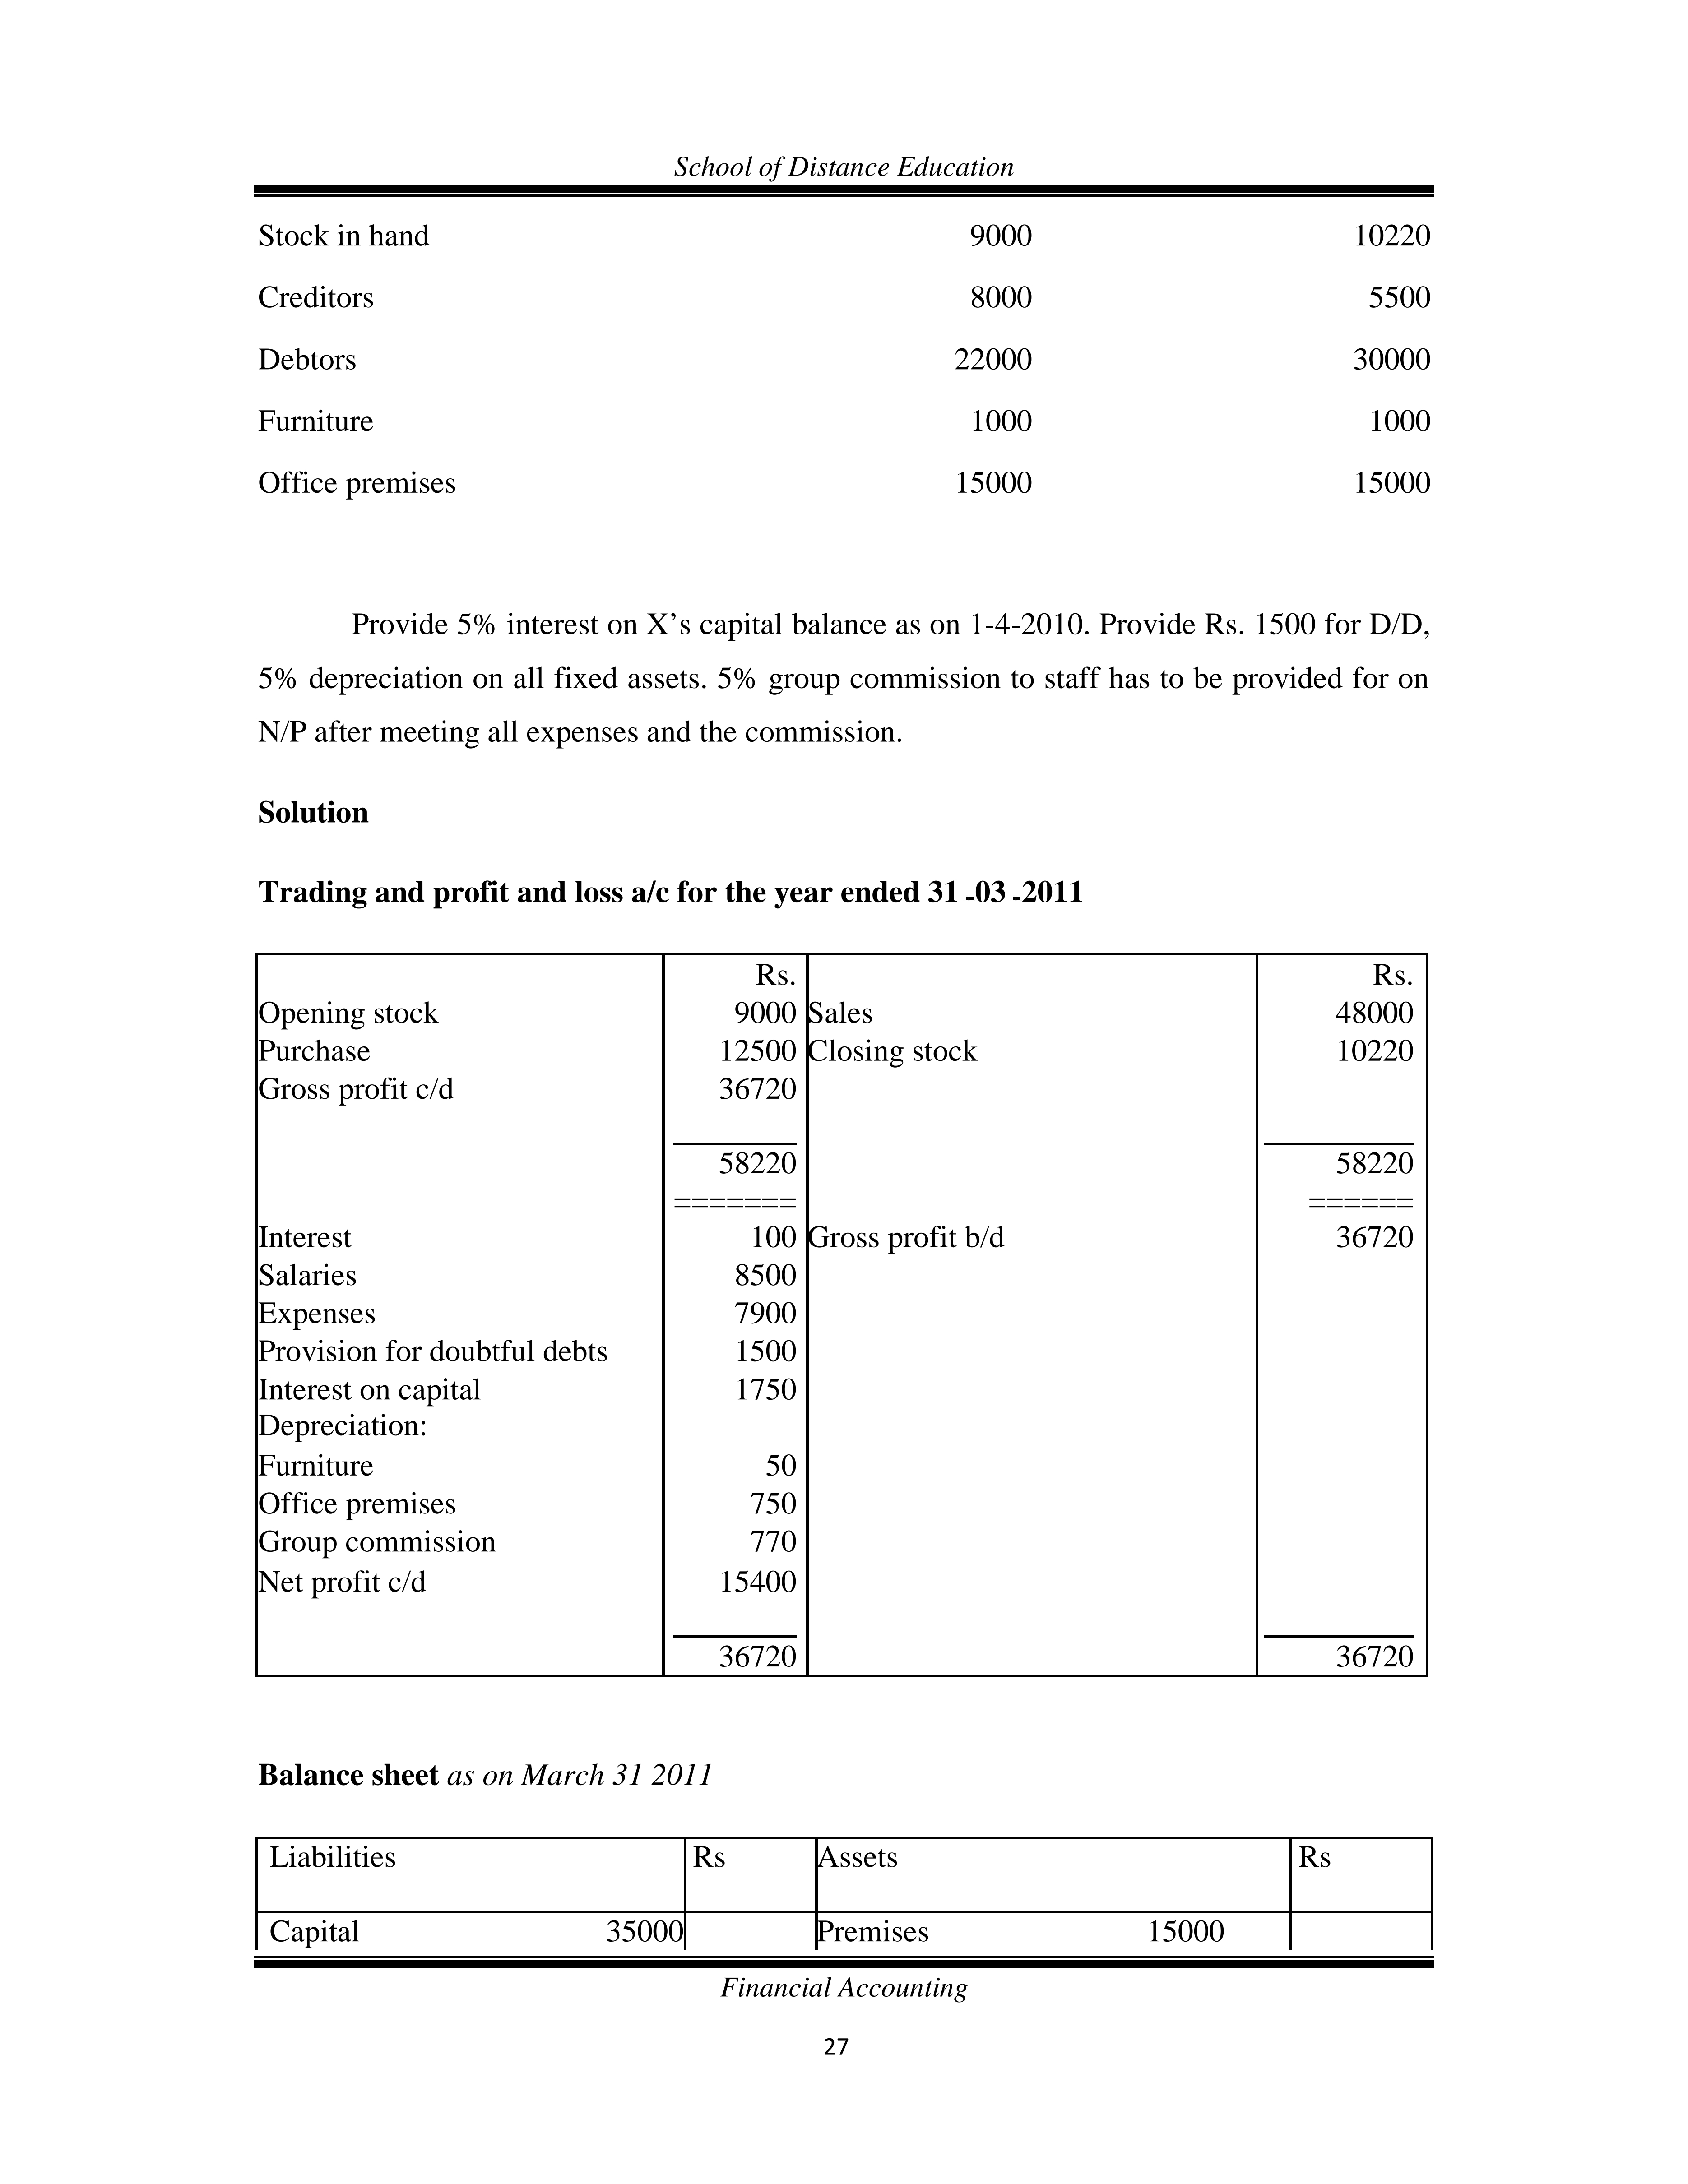 School of Distance Education
Stock in hand 9000 10220
Creditors 8000 5500
Debtors 22000 30000
Furniture 1000 1000
Office premises 15000 15000
Provide 5% interest on X’s capital balance as on 1-4-2010. Provide Rs. 1500 for D/D,
5% depreciation on all fixed assets. 5% group commission to staff has to be provided for on
N/P after meeting all expenses and the commission.
Solution
Trading and profit and loss a/c for the year ended 31 -03 -2011
Rs. Rs.
Opening stock 9000 Sales 48000
Purchase 12500 Closing stock 10220
Gross profit c/d 36720
58220 58220
======= ======
Interest 100 Gross profit b/d 36720
Salaries 8500
Expenses 7900
Provision for doubtful debts 1500
Interest on capital 1750
Depreciation:
Furniture 50
Office premises 750
Group commission 770
Net profit c/d 15400
36720 36720
Balance sheet as on March 31 2011
Liabilities Rs Assets Rs
Capital 35000 Premises 15000
Financial Accounting
27